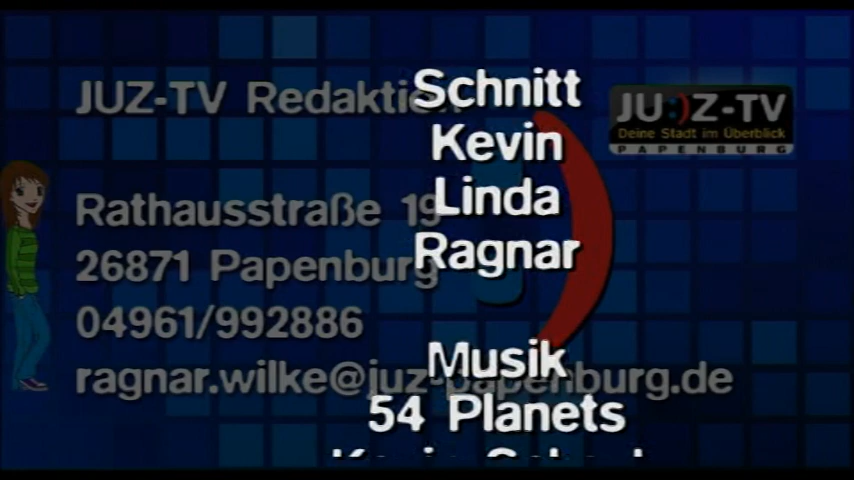 JUZ-TV Redaktion
Rathausstraße 19
26871 Papenburg
04961/992886
ragnar.wilke@juz-papenburg.de
Schnitt
Kevin
Linda
Ragnar
Musik
54 Planets
JU:)Z-TV
Deine Stadt im Überblick
PAPENBURG